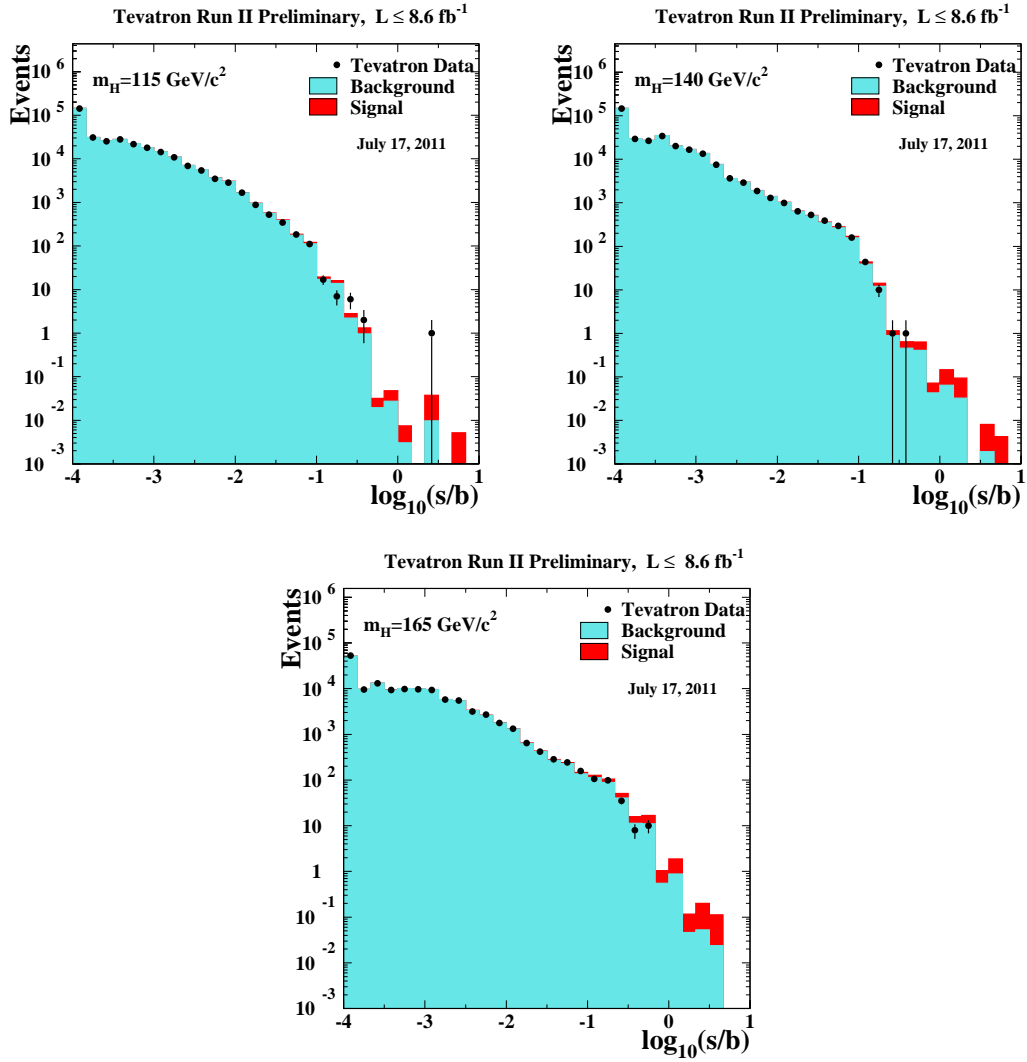 Tevatron Run II Preliminary, L ≤ 8.6 fb⁻¹
Events
m_H=115 GeV/c²
Tevatron Data
Background
Signal
July 17, 2011
10⁶
10⁵
10⁴
10³
10²
10
1
10⁻¹
10⁻²
10⁻³
-4 -3 -2 -1 0 1
log₁₀(s/b)
Tevatron Run II Preliminary, L ≤ 8.6 fb⁻¹
Events
m_H=140 GeV/c²
Tevatron Data
Background
Signal
July 17, 2011
10⁶
10⁵
10⁴
10³
10²
10
1
10⁻¹
10⁻²
10⁻³
-4 -3 -2 -1 0 1
log₁₀(s/b)
Tevatron Run II Preliminary, L ≤ 8.6 fb⁻¹
Events
m_H=165 GeV/c²
Tevatron Data
Background
Signal
July 17, 2011
10⁶
10⁵
10⁴
10³
10²
10
1
10⁻¹
10⁻²
10⁻³
-4 -3 -2 -1 0 1
log₁₀(s/b)